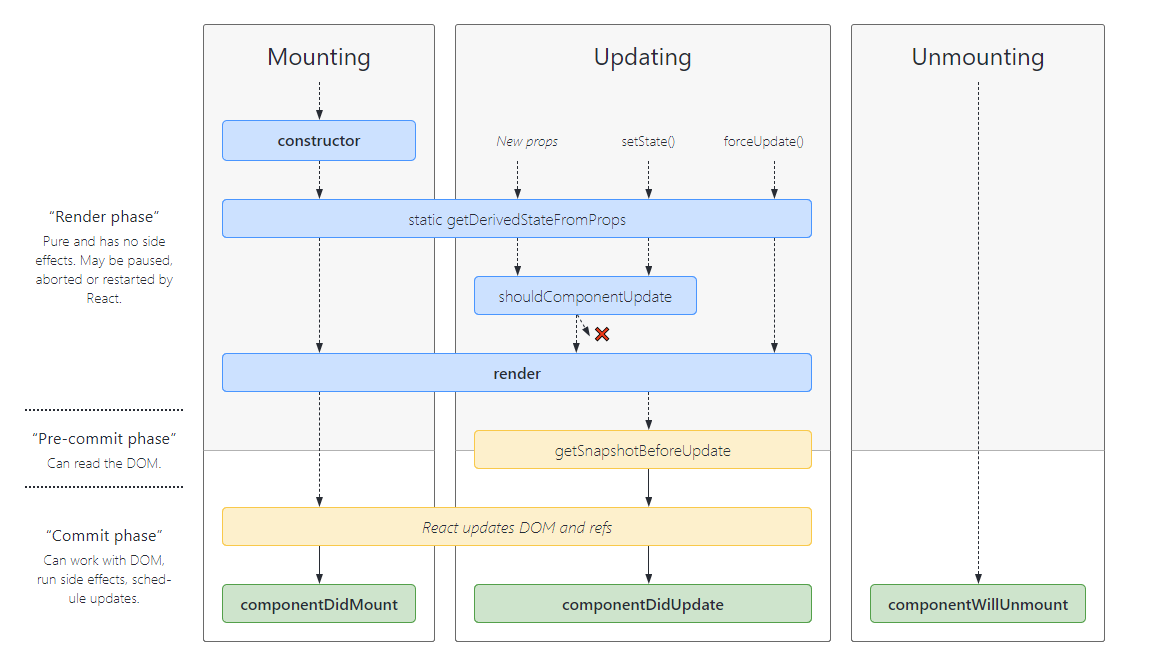 Mounting
Updating
Unmounting
constructor
New props
setState()
forceUpdate()
“Render phase”
Pure and has no side
effects. May be paused,
aborted or restarted by
React.
static getDerivedStateFromProps
shouldComponentUpdate
render
“Pre-commit phase”
Can read the DOM.
getSnapshotBeforeUpdate
“Commit phase”
Can work with DOM,
run side effects, sched-
ule updates.
React updates DOM and refs
componentDidMount
componentDidUpdate
componentWillUnmount